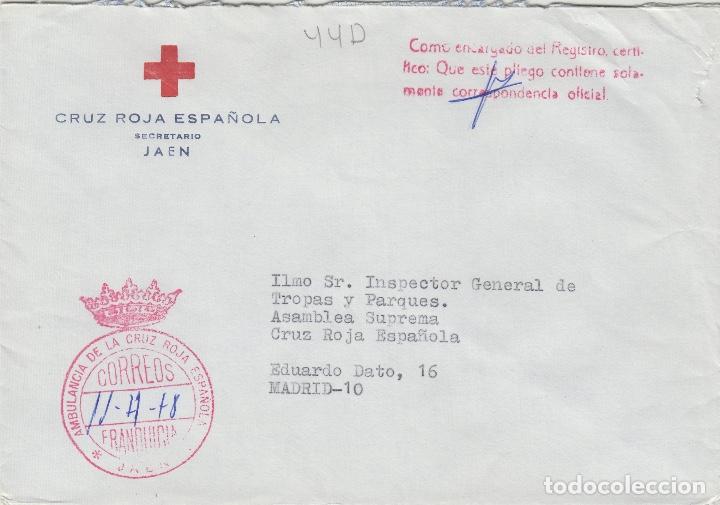 44D
Como encargado del Registro, certi-
fico: Que este pliego contiene sola-
mente correspondencia oficial.
CRUZ ROJA ESPAÑOLA
SECRETARIO
JAEN
Ilmo Sr. Inspector General de
Tropas y Parques.
Asamblea Suprema
Cruz Roja Española
Eduardo Dato, 16
MADRID-10
AMBULANCIA DE LA CRUZ ROJA ESPAÑOLA
CORREOS
FRANQUICIA
* JAEN
todocoleccion.net